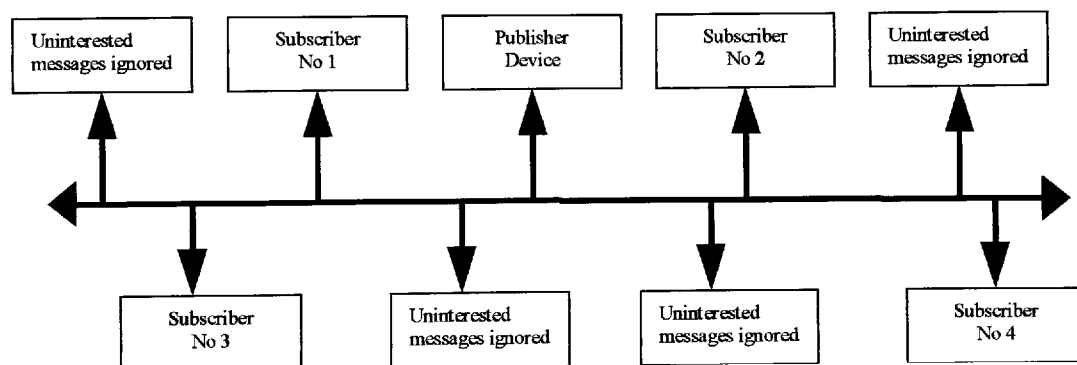 Uninterested
messages ignored
Subscriber
No 1
Publisher
Device
Subscriber
No 2
Uninterested
messages ignored
Subscriber
No 3
Uninterested
messages ignored
Uninterested
messages ignored
Subscriber
No 4